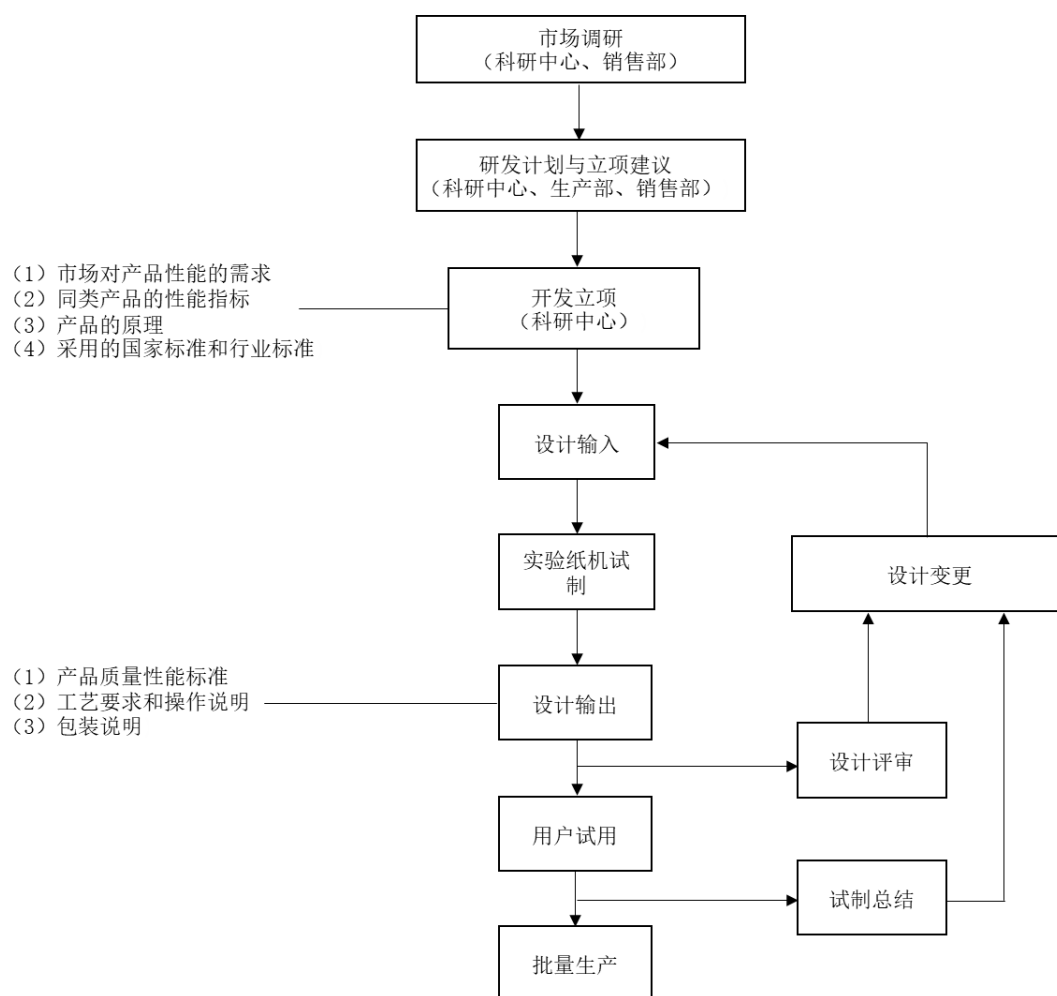 市场调研
（科研中心、销售部）
研发计划与立项建议
（科研中心、生产部、销售部）
（1）市场对产品性能的需求
（2）同类产品的性能指标
（3）产品的原理
（4）采用的国家标准和行业标准
开发立项
（科研中心）
设计输入
实验纸机试
制
设计变更
（1）产品质量性能标准
（2）工艺要求和操作说明
（3）包装说明
设计输出
设计评审
用户试用
试制总结
批量生产